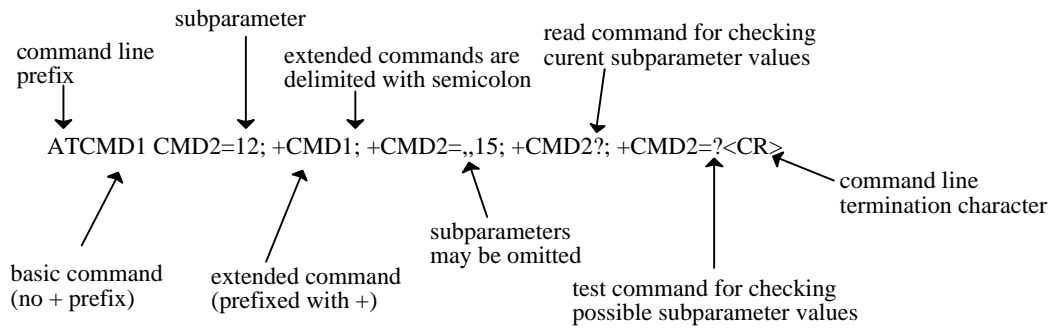 subparameter
command line
prefix
extended commands are
delimited with semicolon
read command for checking
curent subparameter values
ATCMD1 CMD2=12; +CMD1; +CMD2=,,15; +CMD2?; +CMD2=?<CR>
command line
termination character
subparameters
may be omitted
basic command
(no + prefix)
extended command
(prefixed with +)
test command for checking
possible subparameter values